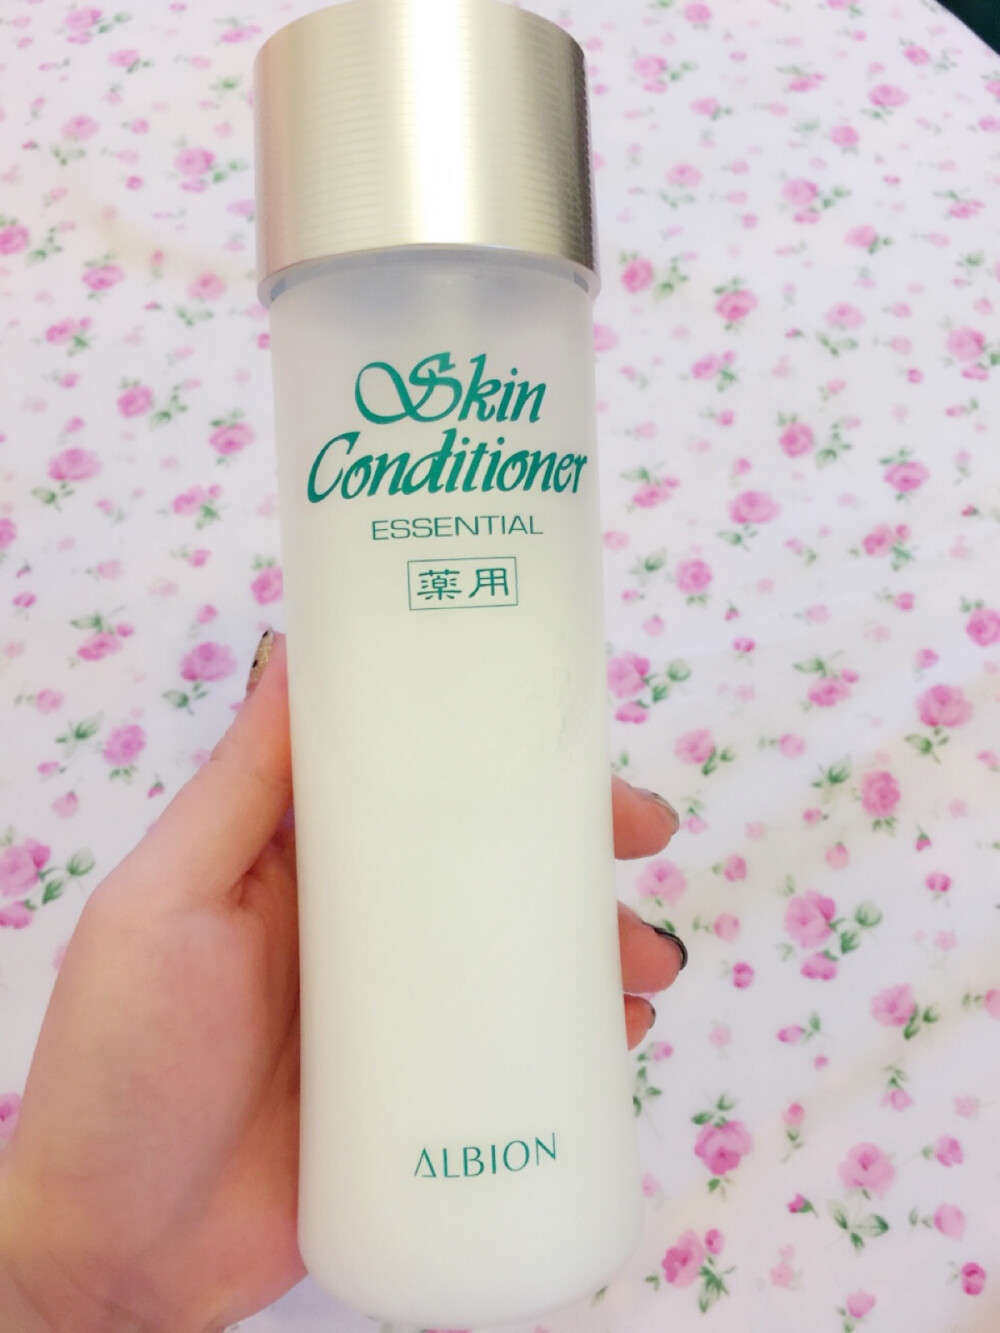 Skin
Conditioner
ESSENTIAL
薬用
ALBION